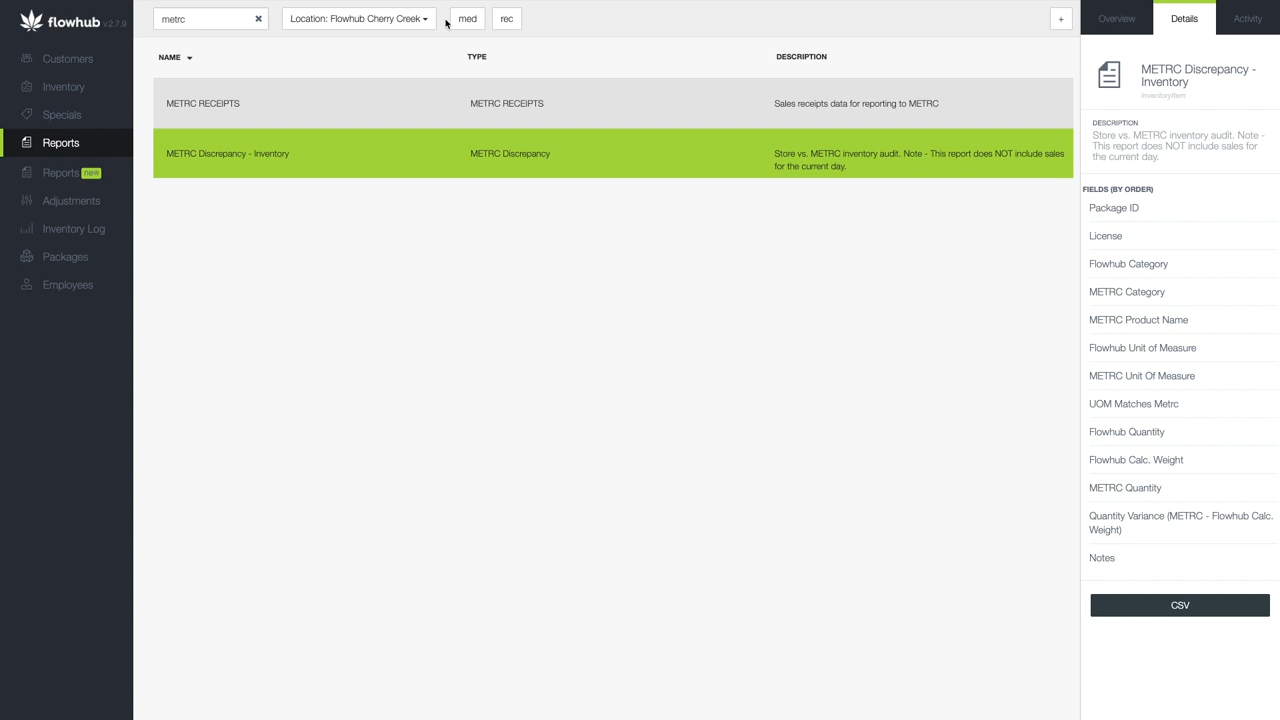 flowhub v.2.7.9
Customers
Inventory
Specials
Reports
Reports new
Adjustments
Inventory Log
Packages
Employees
metrc
Location: Flowhub Cherry Creek
med
rec
+
NAME
TYPE
DESCRIPTION
METRC RECEIPTS
METRC RECEIPTS
Sales receipts data for reporting to METRC
METRC Discrepancy - Inventory
METRC Discrepancy
Store vs. METRC inventory audit. Note - This report does NOT include sales
for the current day.
Overview
Details
Activity
METRC Discrepancy -
Inventory
InventoryItem
DESCRIPTION
Store vs. METRC inventory audit. Note -
This report does NOT include sales for
the current day.
FIELDS (BY ORDER)
Package ID
License
Flowhub Category
METRC Category
METRC Product Name
Flowhub Unit of Measure
METRC Unit Of Measure
UOM Matches Metrc
Flowhub Quantity
Flowhub Calc. Weight
METRC Quantity
Quantity Variance (METRC - Flowhub Calc.
Weight)
Notes
CSV